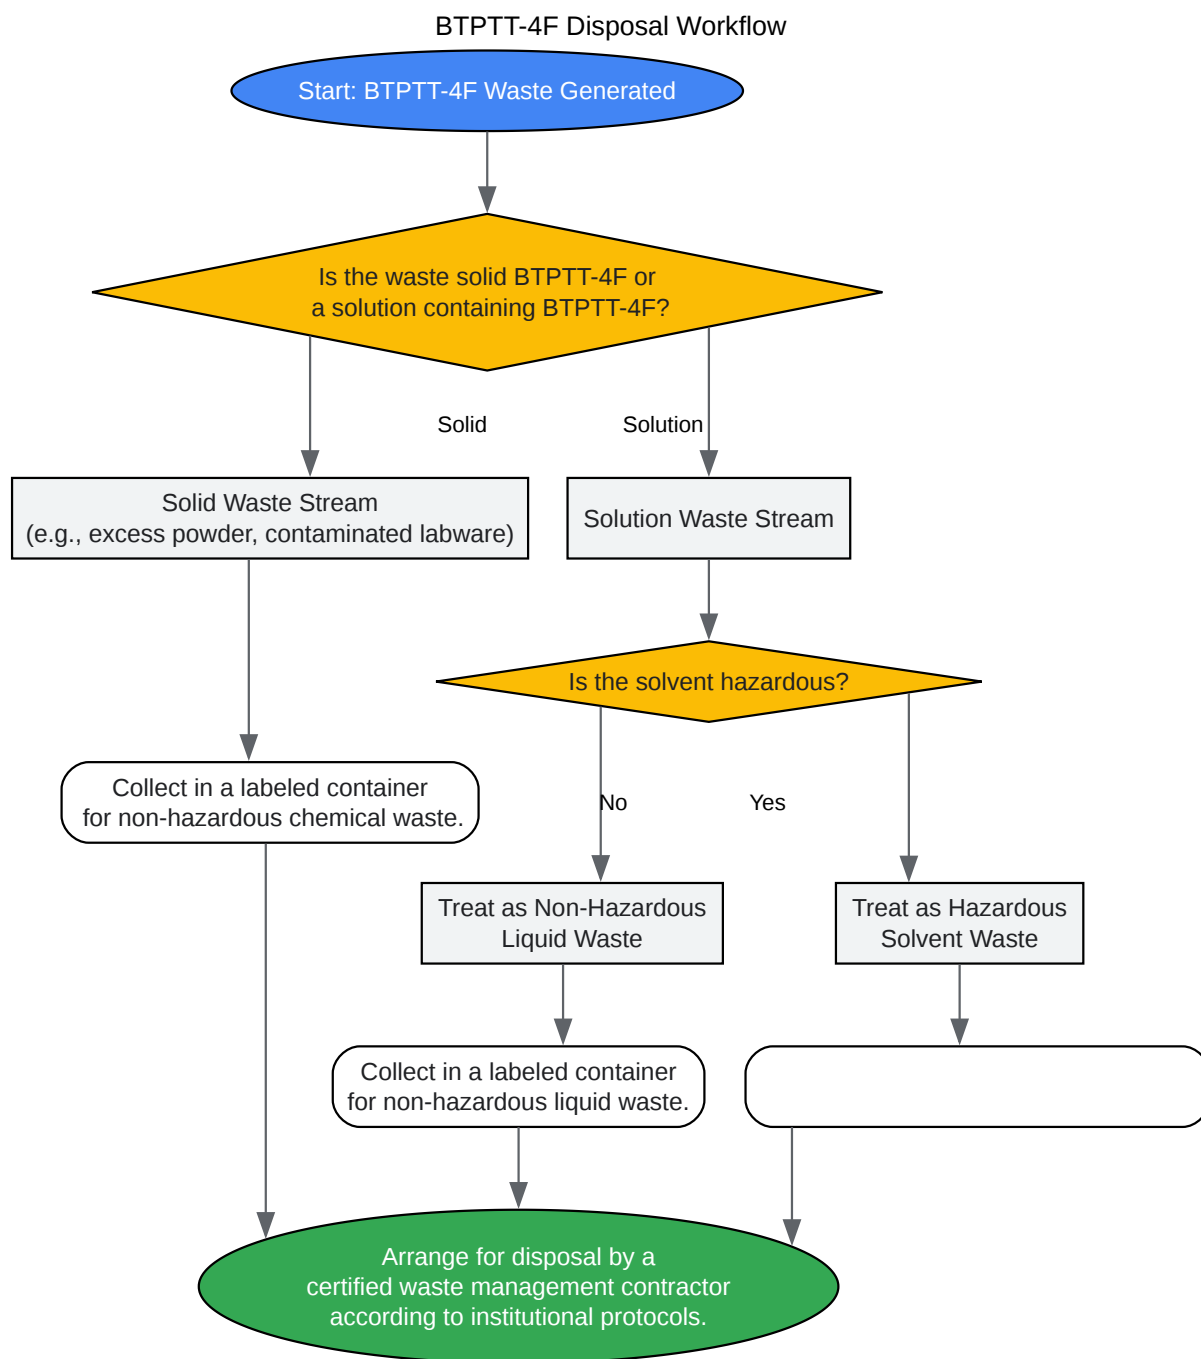 BTPTT-4F Disposal Workflow
Start: BTPTT-4F Waste Generated
Is the waste solid BTPTT-4F or
a solution containing BTPTT-4F?
Solid
Solution
Solid Waste Stream
(e.g., excess powder, contaminated labware)
Solution Waste Stream
Is the solvent hazardous?
Collect in a labeled container
for non-hazardous chemical waste.
No
Yes
Treat as Non-Hazardous
Liquid Waste
Treat as Hazardous
Solvent Waste
Collect in a labeled container
for non-hazardous liquid waste.
Arrange for disposal by a
certified waste management contractor
according to institutional protocols.